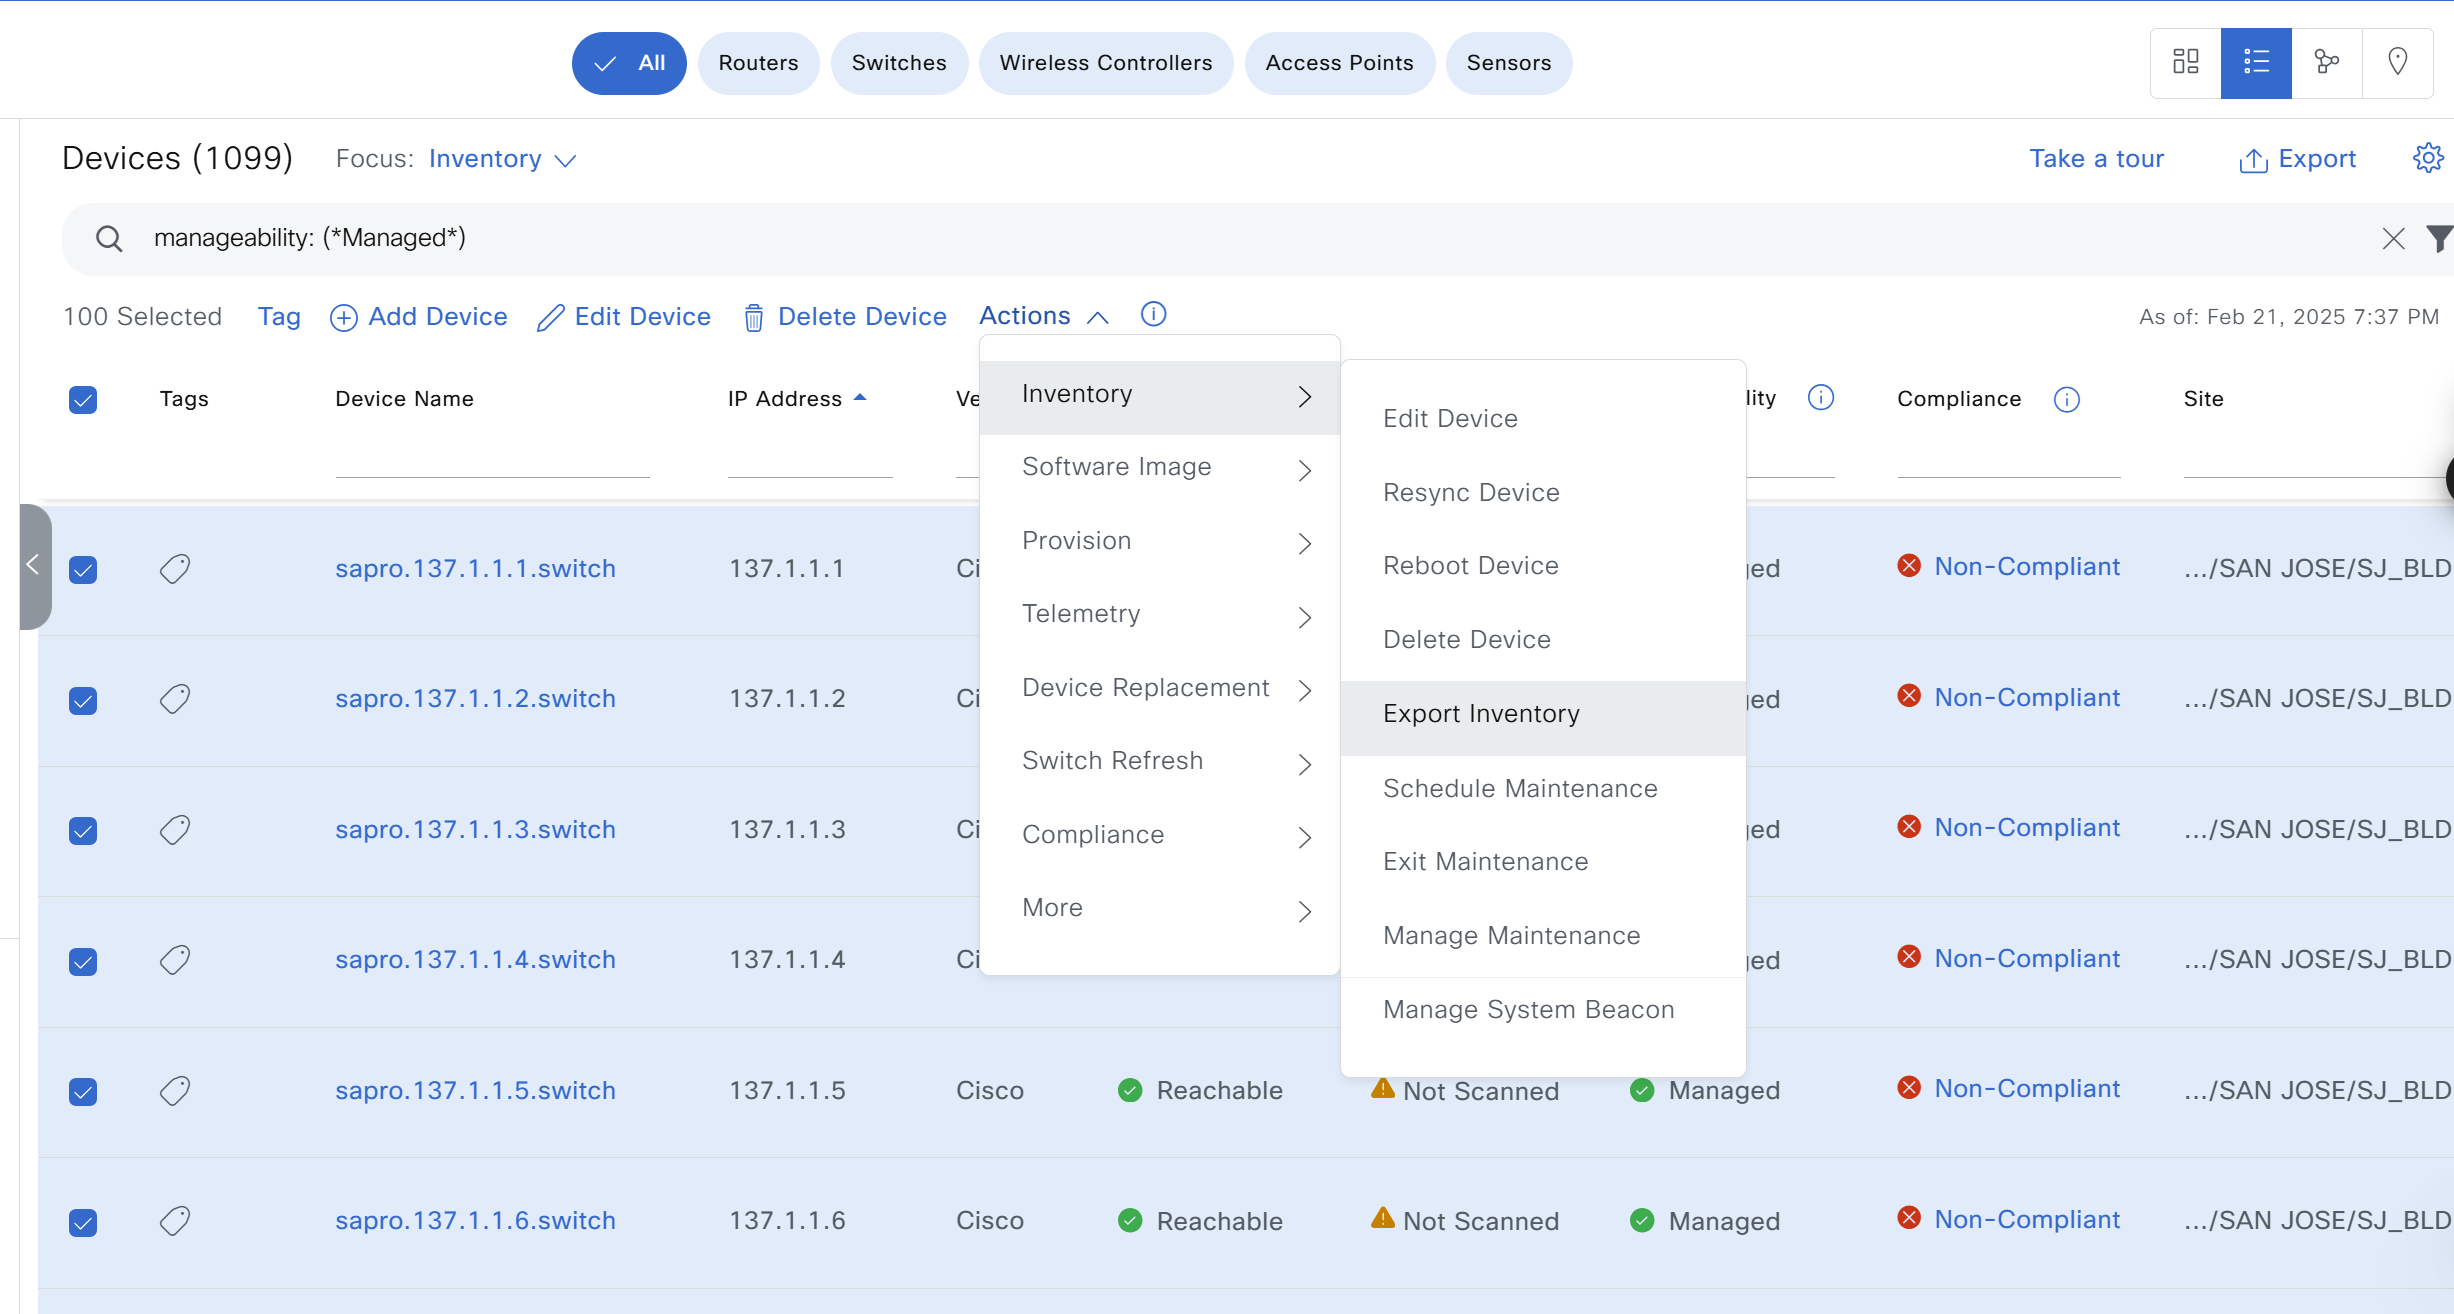 All Routers Switches Wireless Controllers Access Points Sensors
Devices (1099) Focus: Inventory Take a tour Export
manageability: (*Managed*)
100 Selected Tag Add Device Edit Device Delete Device Actions As of: Feb 21, 2025 7:37 PM
Tags Device Name IP Address Ve lity Compliance Site
Inventory
Software Image
Provision
Telemetry
Device Replacement
Switch Refresh
Compliance
More
Edit Device
Resync Device
Reboot Device
Delete Device
Export Inventory
Schedule Maintenance
Exit Maintenance
Manage Maintenance
Manage System Beacon
sapro.137.1.1.1.switch 137.1.1.1 Ci ged Non-Compliant .../SAN JOSE/SJ_BLD
sapro.137.1.1.2.switch 137.1.1.2 Ci ged Non-Compliant .../SAN JOSE/SJ_BLD
sapro.137.1.1.3.switch 137.1.1.3 Ci ged Non-Compliant .../SAN JOSE/SJ_BLD
sapro.137.1.1.4.switch 137.1.1.4 Ci ged Non-Compliant .../SAN JOSE/SJ_BLD
sapro.137.1.1.5.switch 137.1.1.5 Cisco Reachable Not Scanned Managed Non-Compliant .../SAN JOSE/SJ_BLD
sapro.137.1.1.6.switch 137.1.1.6 Cisco Reachable Not Scanned Managed Non-Compliant .../SAN JOSE/SJ_BLD